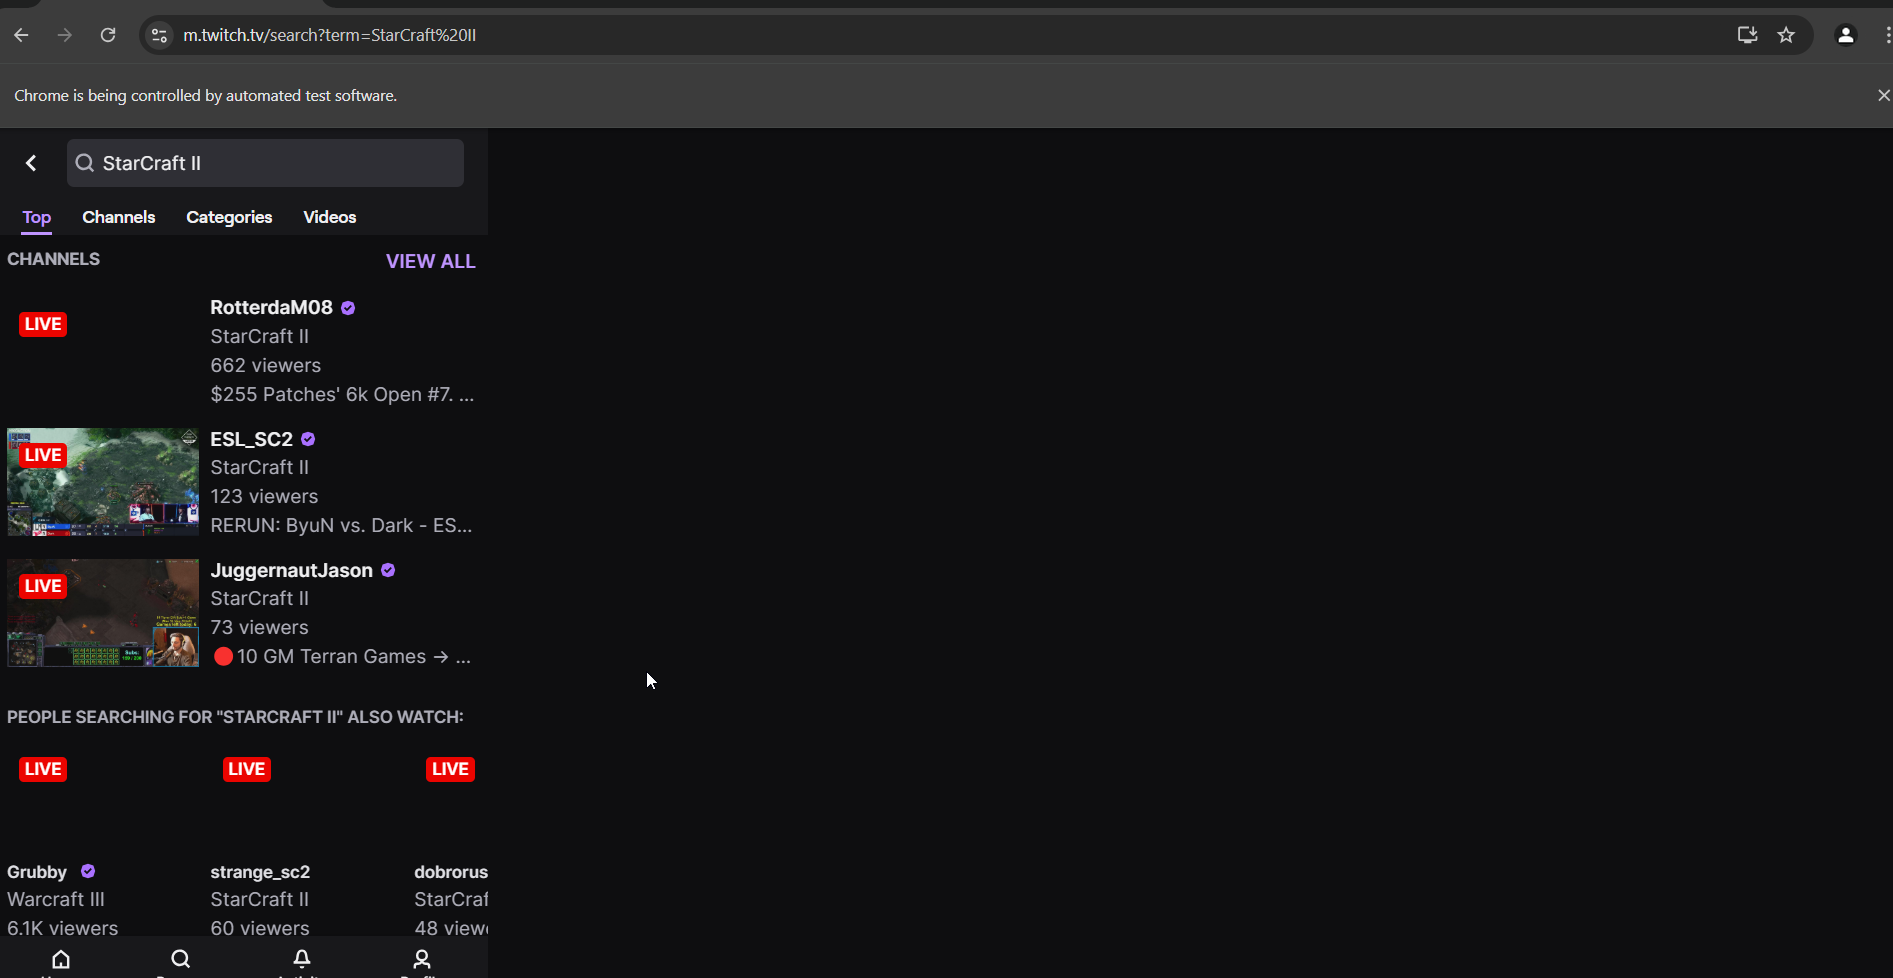 m.twitch.tv/search?term=StarCraft%20II
Chrome is being controlled by automated test software.
StarCraft II
Top Channels Categories Videos
CHANNELS VIEW ALL
LIVE
RotterdaM08
StarCraft II
662 viewers
$255 Patches' 6k Open #7. ...
LIVE
ESL_SC2
StarCraft II
123 viewers
RERUN: ByuN vs. Dark - ES...
LIVE
JuggernautJason
StarCraft II
73 viewers
🔴10 GM Terran Games → ...
PEOPLE SEARCHING FOR "STARCRAFT II" ALSO WATCH:
LIVE LIVE LIVE
Grubby strange_sc2 dobrorus
Warcraft III StarCraft II StarCraf
6.1K viewers 60 viewers 48 view